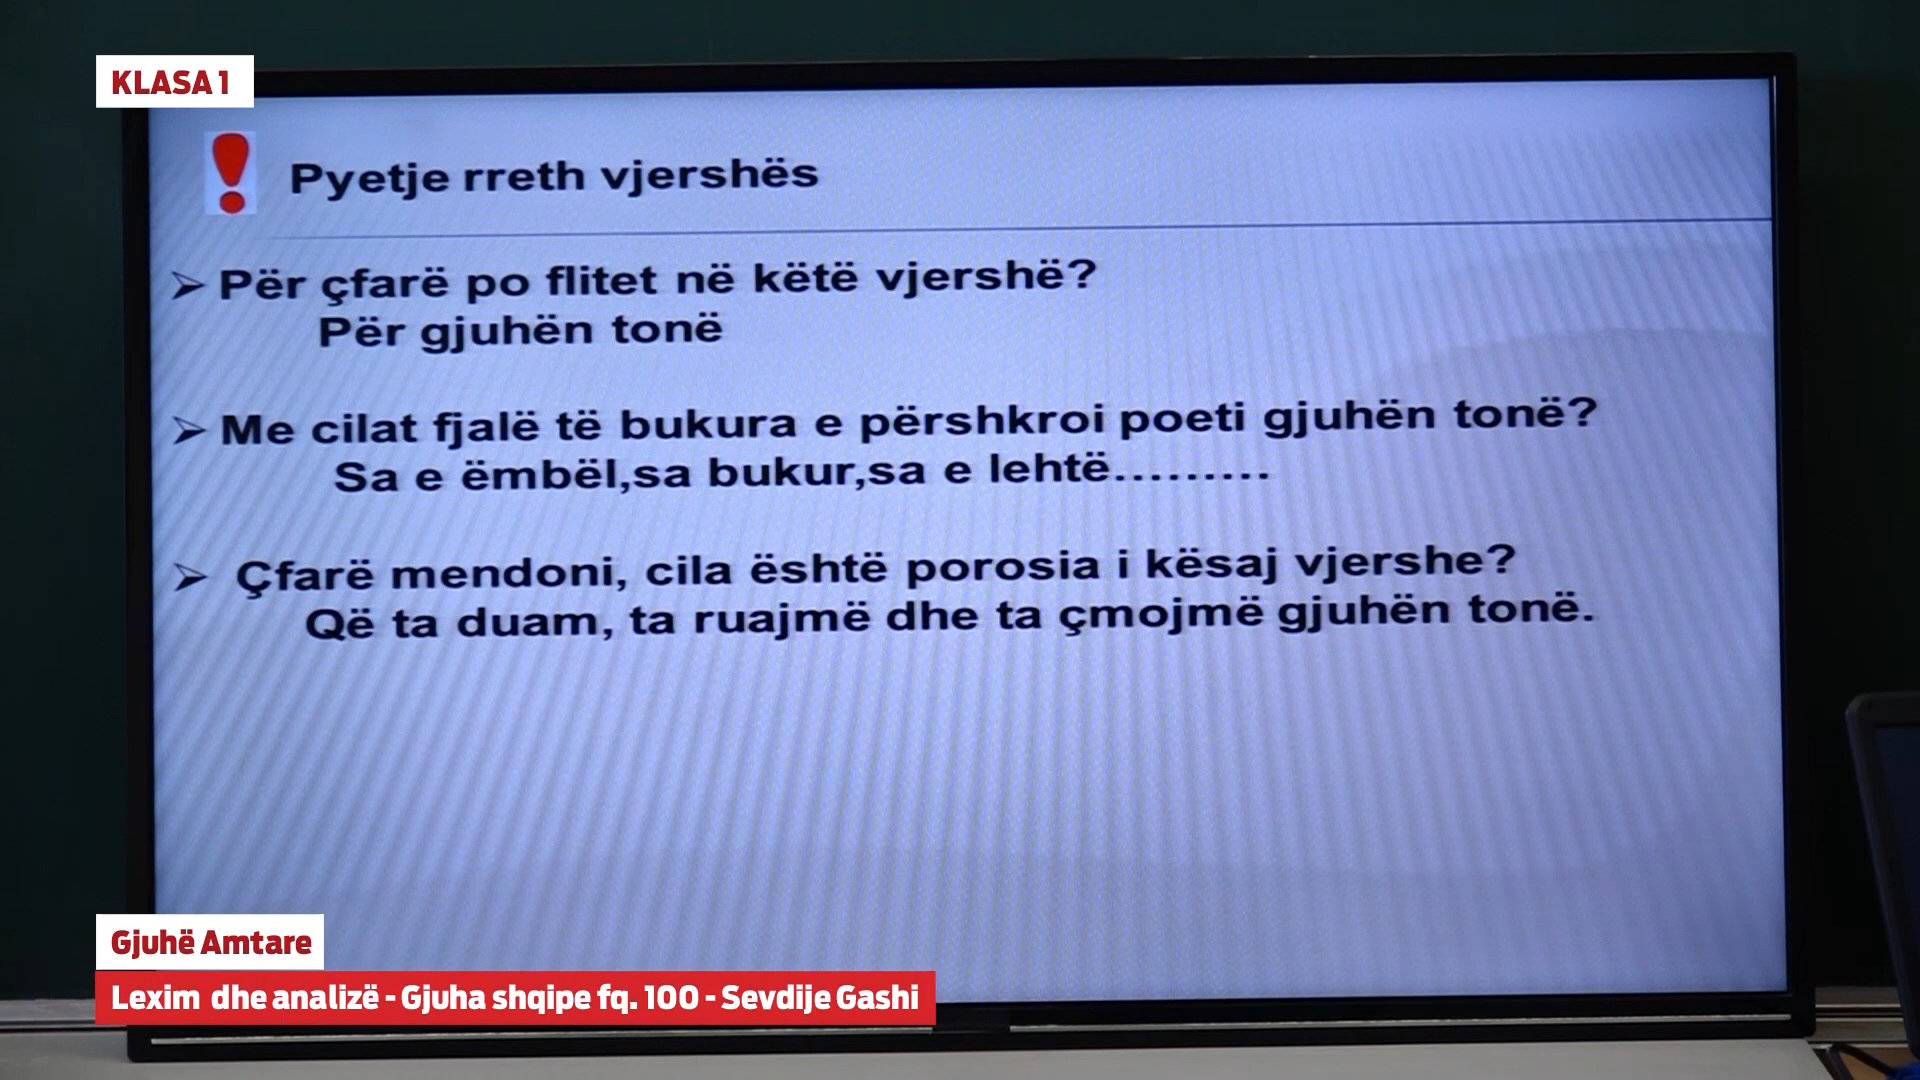 KLASA 1
Pyetje rreth vjershës
Për çfarë po flitet në këtë vjershë?
Për gjuhën tonë
Me cilat fjalë të bukura e përshkroi poeti gjuhën tonë?
Sa e ëmbël,sa bukur,sa e lehtë.........
Çfarë mendoni, cila është porosia i kësaj vjershe?
Që ta duam, ta ruajmë dhe ta çmojmë gjuhën tonë.
Gjuhë Amtare
Lexim dhe analizë - Gjuha shqipe fq. 100 - Sevdije Gashi